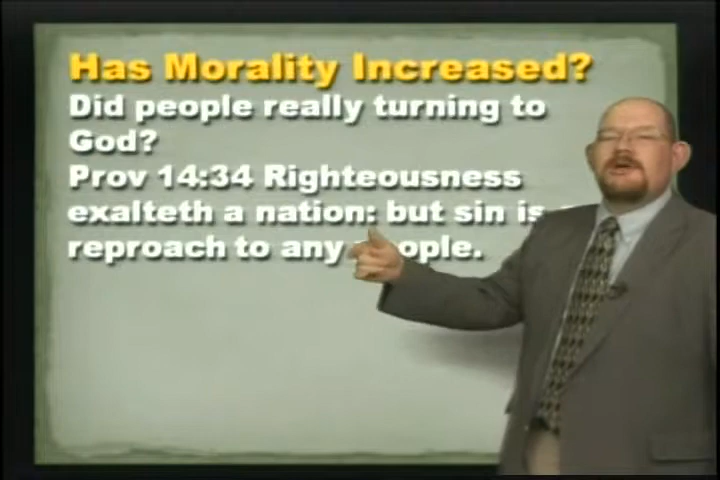 Has Morality Increased?
Did people really turning to
God?
Prov 14:34 Righteousness
exalteth a nation: but sin is
reproach to any people.